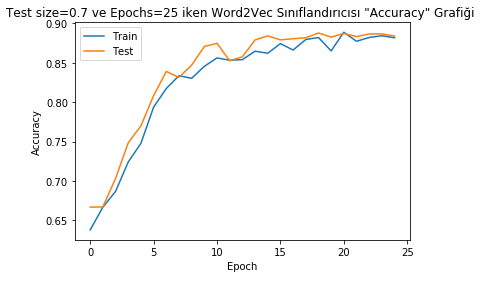 Test size=0.7 ve Epochs=25 iken Word2Vec Sınıflandırıcısı "Accuracy" Grafiği
0.90
Train
Test
0.85
0.80
0.75
0.70
0.65
Accuracy
0 5 10 15 20 25
Epoch